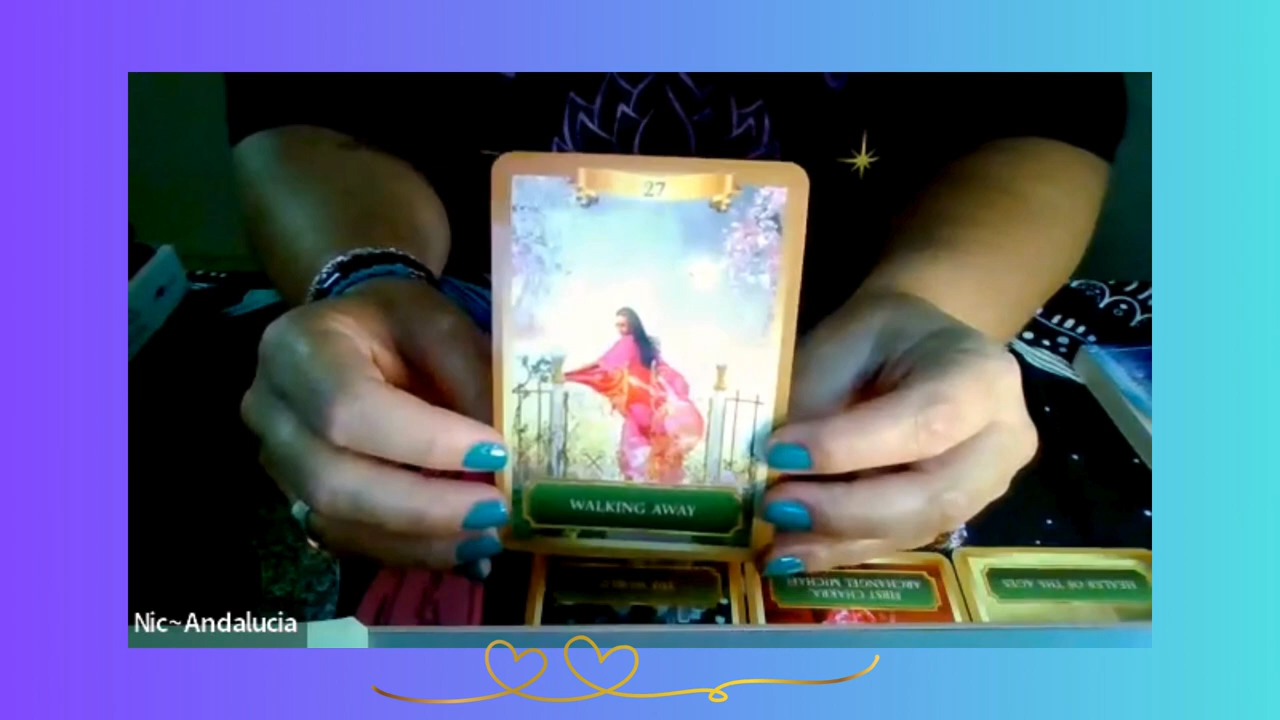 27
WALKING AWAY
FIRST CHAKRA:
ARCHANGEL MICHAEL
HEALER OF THE AGES
Nic~Andalucia